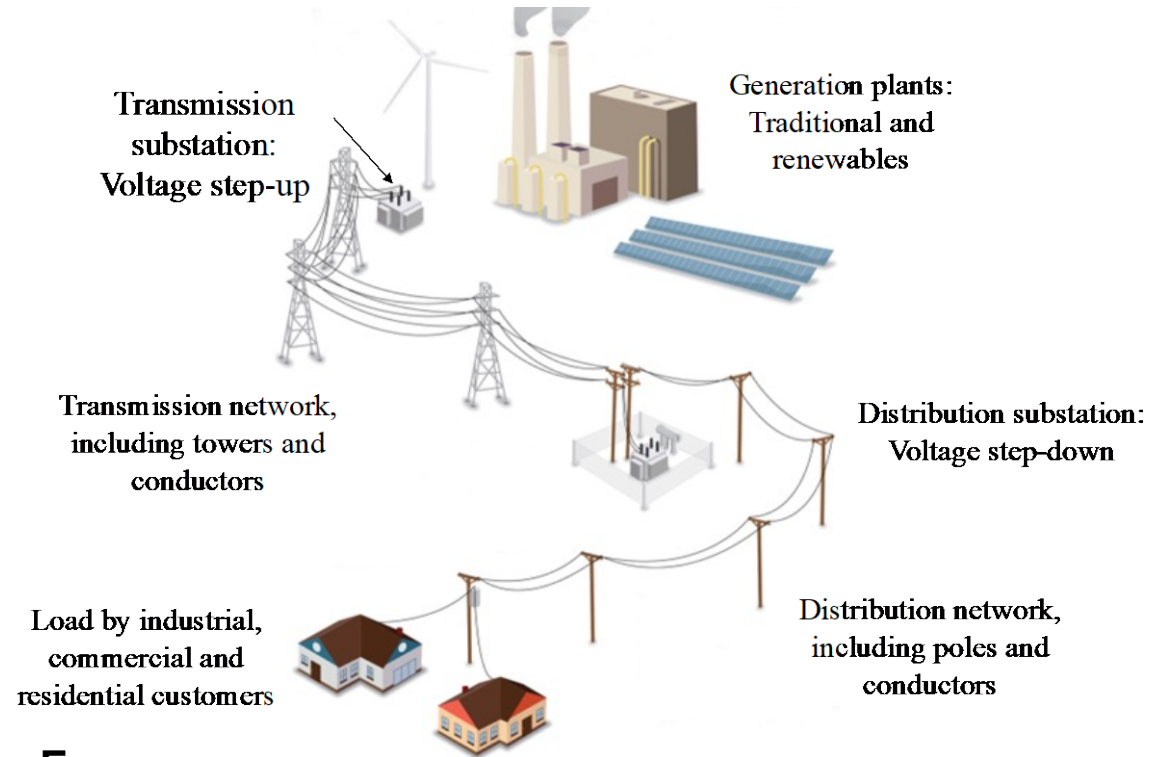 Transmission
substation:
Voltage step-up
Generation plants:
Traditional and
renewables
Transmission network,
including towers and
conductors
Distribution substation:
Voltage step-down
Load by industrial,
commercial and
residential customers
Distribution network,
including poles and
conductors